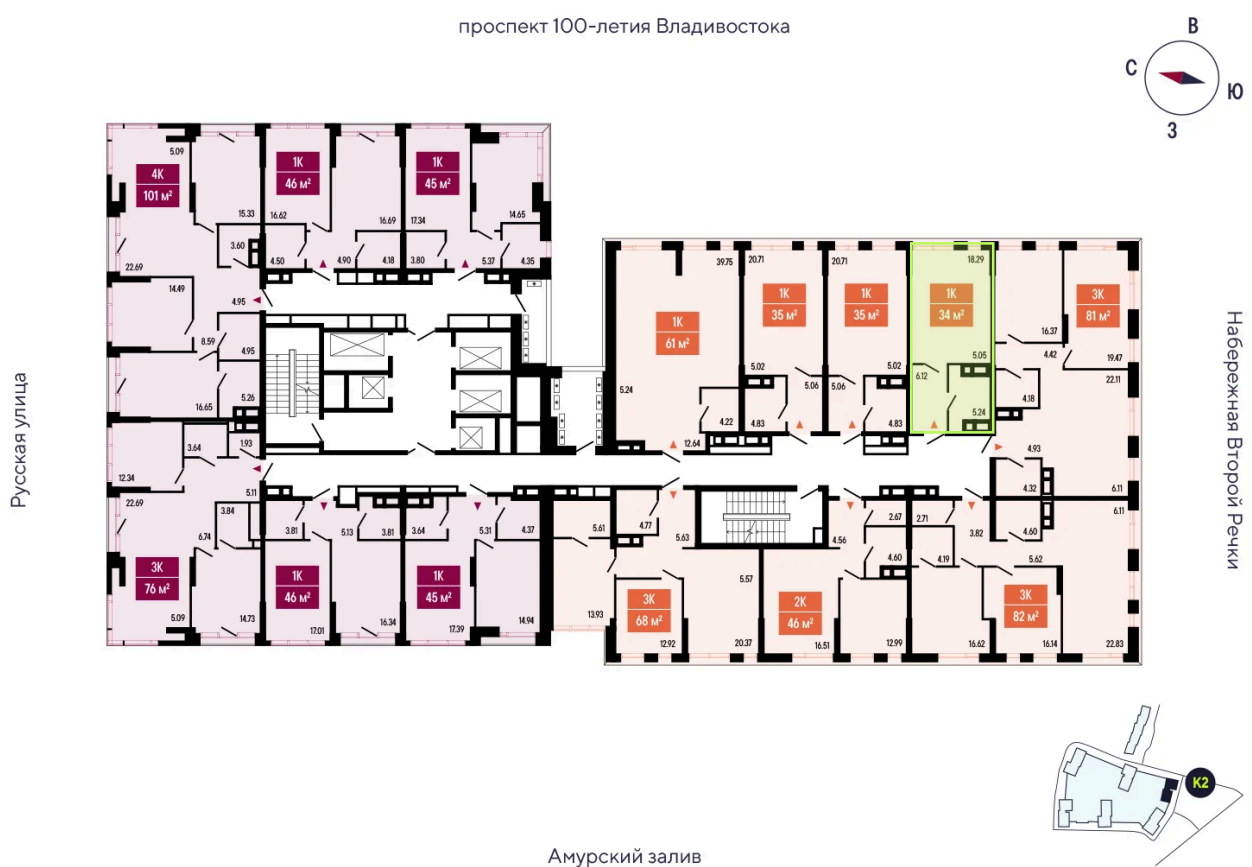 проспект 100-летия Владивостока
В
С
Ю
З
5.09
4К
101 м²
15.33
3.60
22.69
14.49
4.95
8.59
4.95
16.65
5.26
1К
46 м²
16.62
16.69
4.50
4.90
4.18
1К
45 м²
17.34
14.65
3.80
5.37
4.35
39.75
1К
61 м²
5.24
4.22
12.64
20.71
1К
35 м²
5.02
5.06
4.83
20.71
1К
35 м²
5.02
5.06
4.83
18.29
1К
34 м²
5.05
6.12
5.24
3К
81 м²
16.37
4.42
19.47
22.11
4.18
4.93
4.32
6.11
Русская улица
Набережная Второй Речки
1.93
3.64
12.34
5.11
22.69
3.84
6.74
3К
76 м²
5.09
14.73
3.81
5.13
3.81
1К
46 м²
17.01
16.34
3.64
5.31
4.37
1К
45 м²
17.39
14.94
5.61
4.77
5.63
5.57
3К
68 м²
13.93
12.92
20.37
2.67
4.56
4.60
2К
46 м²
16.51
12.99
2.71
3.82
4.60
6.11
4.19
5.62
3К
82 м²
16.62
16.14
22.83
К2
Амурский залив